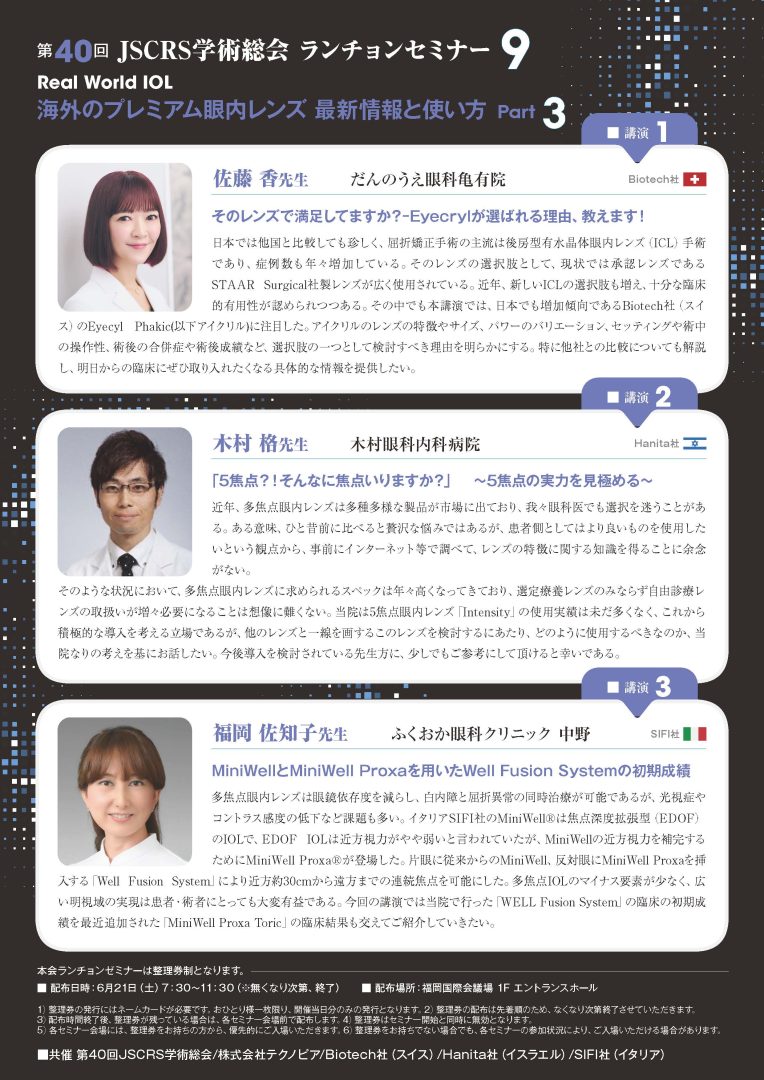 第40回 JSCRS学術総会 ランチョンセミナー 9
Real World IOL
海外のプレミアム眼内レンズ 最新情報と使い方 Part 3
■ 講演 1
佐藤 香先生 だんのうえ眼科亀有院 Biotech社
そのレンズで満足してますか?-Eyecrylが選ばれる理由、教えます!
日本では他国と比較しても珍しく、屈折矯正手術の主流は後房型有水晶体眼内レンズ(ICL)手術
であり、症例数も年々増加している。そのレンズの選択肢として、現状では承認レンズである
STAAR Surgical社製レンズが広く使用されている。近年、新しいICLの選択肢も増え、十分な臨床
的有用性が認められつつある。その中でも本講演では、日本でも増加傾向であるBiotech社(スイ
ス)のEyecyl Phakic(以下アイクリル)に注目した。アイクリルのレンズの特徴やサイズ、パワーのバリエーション、セッティングや術中
の操作性、術後の合併症や術後成績など、選択肢の一つとして検討すべき理由を明らかにする。特に他社との比較についても解説
し、明日からの臨床にぜひ取り入れたくなる具体的な情報を提供したい。
■ 講演 2
木村 格先生 木村眼科内科病院 Hanita社
「5焦点?!そんなに焦点いりますか?」 〜5焦点の実力を見極める〜
近年、多焦点眼内レンズは多種多様な製品が市場に出ており、我々眼科医でも選択を迷うことがあ
る。ある意味、ひと昔前に比べると贅沢な悩みではあるが、患者側としてはより良いものを使用した
いという観点から、事前にインターネット等で調べて、レンズの特徴に関する知識を得ることに余念
がない。
そのような状況において、多焦点眼内レンズに求められるスペックは年々高くなってきており、選定療養レンズのみならず自由診療レ
ンズの取扱いが増々必要になることは想像に難くない。当院は5焦点眼内レンズ「Intensity」の使用実績は未だ多くなく、これから
積極的な導入を考える立場であるが、他のレンズと一線を画するこのレンズを検討するにあたり、どのように使用するべきなのか、当
院なりの考えを基にお話したい。今後導入を検討されている先生方に、少しでもご参考にして頂けると幸いである。
■ 講演 3
福岡 佐知子先生 ふくおか眼科クリニック 中野 SIFI社
MiniWellとMiniWell Proxaを用いたWell Fusion Systemの初期成績
多焦点眼内レンズは眼鏡依存度を減らし、白内障と屈折異常の同時治療が可能であるが、光視症や
コントラス感度の低下など課題も多い。イタリアSIFI社のMiniWell®は焦点深度拡張型(EDOF)
のIOLで、EDOF IOLは近方視力がやや弱いと言われていたが、MiniWellの近方視力を補完する
ためにMiniWell Proxa®が登場した。片眼に従来からのMiniWell、反対眼にMiniWell Proxaを挿
入する「Well Fusion System」により近方約30cmから遠方までの連続焦点を可能にした。多焦点IOLのマイナス要素が少なく、広
い明視域の実現は患者・術者にとっても大変有益である。今回の講演では当院で行った「WELL Fusion System」の臨床の初期成
績を最近追加された「MiniWell Proxa Toric」の臨床結果も交えてご紹介していきたい。
本会ランチョンゼミナーは整理券制となります。
■ 配布日時:6月21日(土)7:30〜11:30(※無くなり次第、終了) ■ 配布場所:福岡国際会議場 1F エントランスホール
1)整理券の発行にはネームカードが必要です。おひとり様一枚限り、開催当日分のみの発行となります。2)整理券の配布は先着順のため、なくなり次第終了させていただきます。
3)配布時間終了後、整理券が残っている場合は、各セミナー会場前で配布します。4)整理券はセミナー開始と同時に無効となります。
5)各セミナー会場には、整理券をお持ちの方から、優先的にご入場いただきます。6)整理券をお持ちでない場合でも、各セミナーの参加状況により、ご入場いただける場合があります。
■共催 第40回JSCRS学術総会/株式会社テクノピア/Biotech社(スイス)/Hanita社(イスラエル)/SIFI社(イタリア)